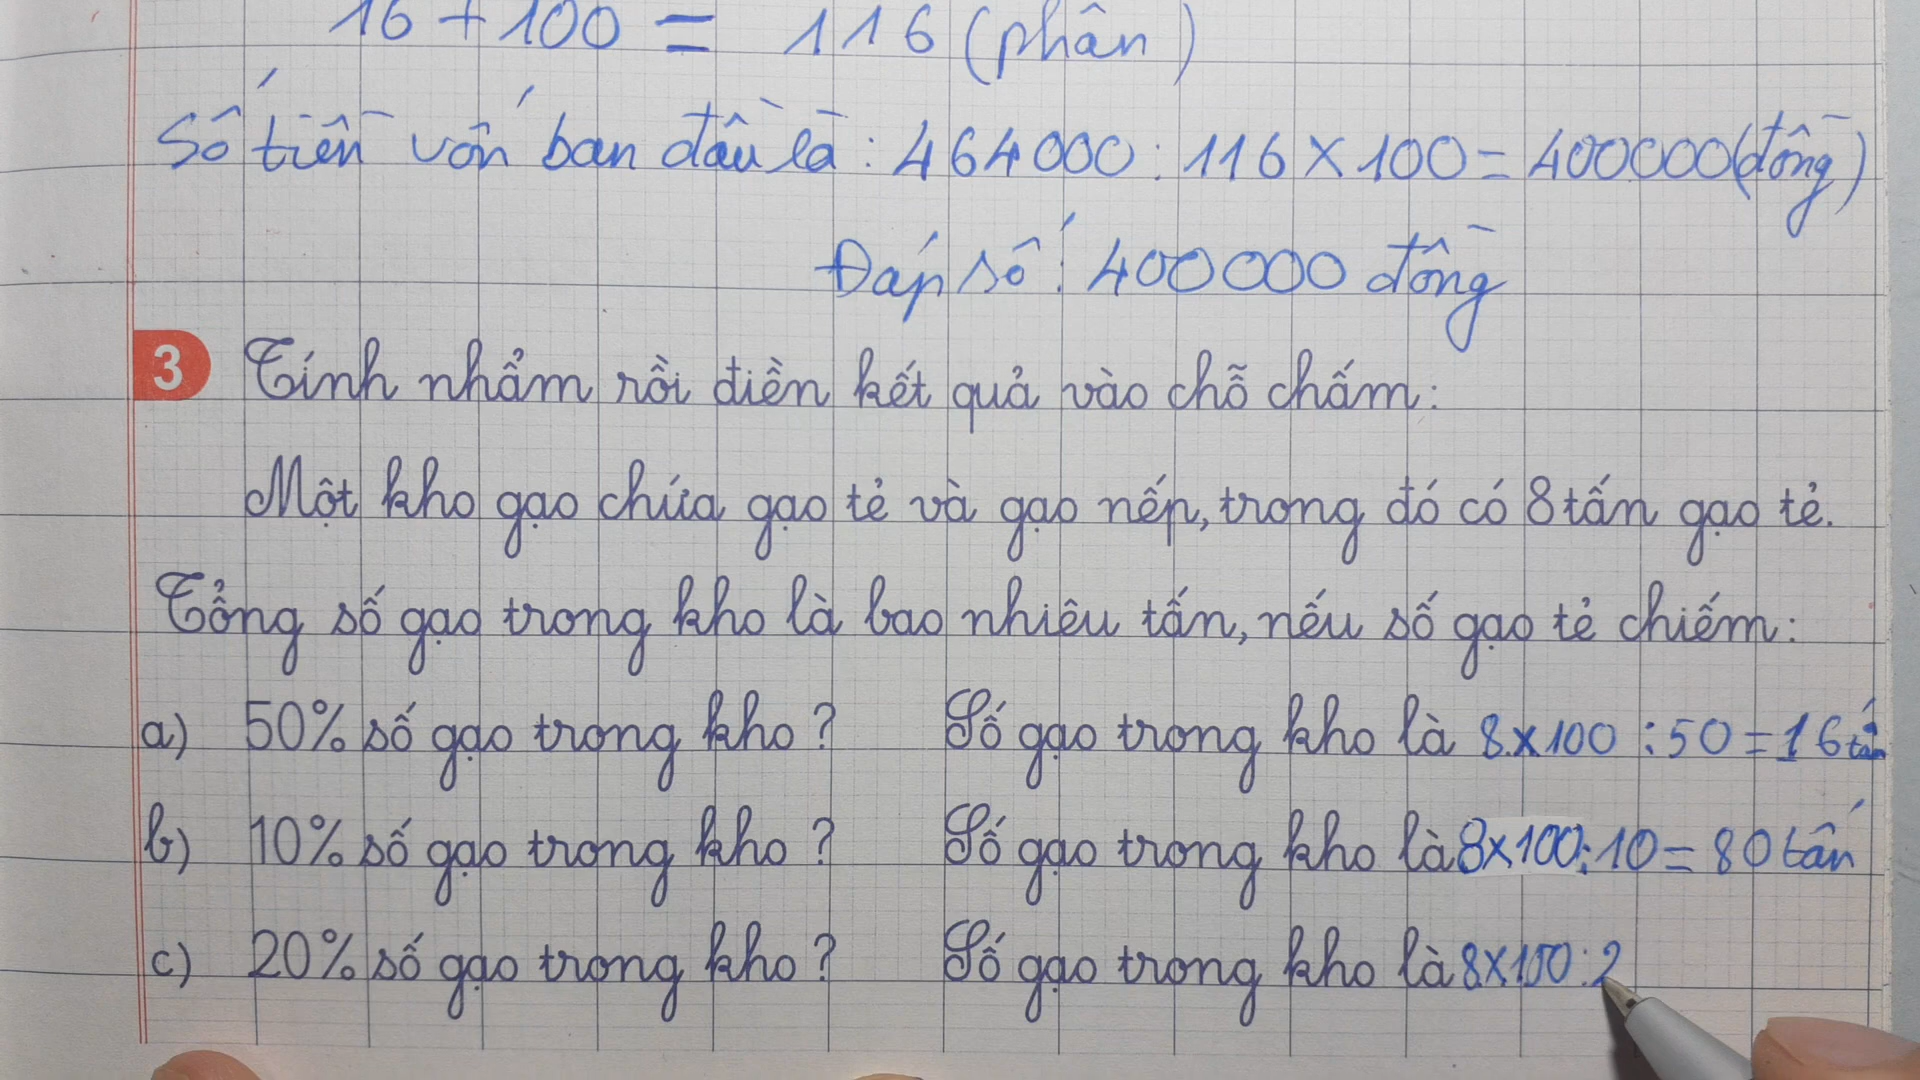 16 + 100 = 116 (phần)
Số tiền vốn ban đầu là: 464000 : 116 x 100 = 400000 (đồng)
Đáp số: 400000 đồng
3 Tính nhẩm rồi điền kết quả vào chỗ chấm:
Một kho gạo chứa gạo tẻ và gạo nếp, trong đó có 8 tấn gạo tẻ.
Tổng số gạo trong kho là bao nhiêu tấn, nếu số gạo tẻ chiếm:
a) 50% số gạo trong kho? Số gạo trong kho là 8 x 100 : 50 = 16 tấn
b) 10% số gạo trong kho? Số gạo trong kho là 8 x 100 : 10 = 80 tấn
c) 20% số gạo trong kho? Số gạo trong kho là 8 x 100 : 2